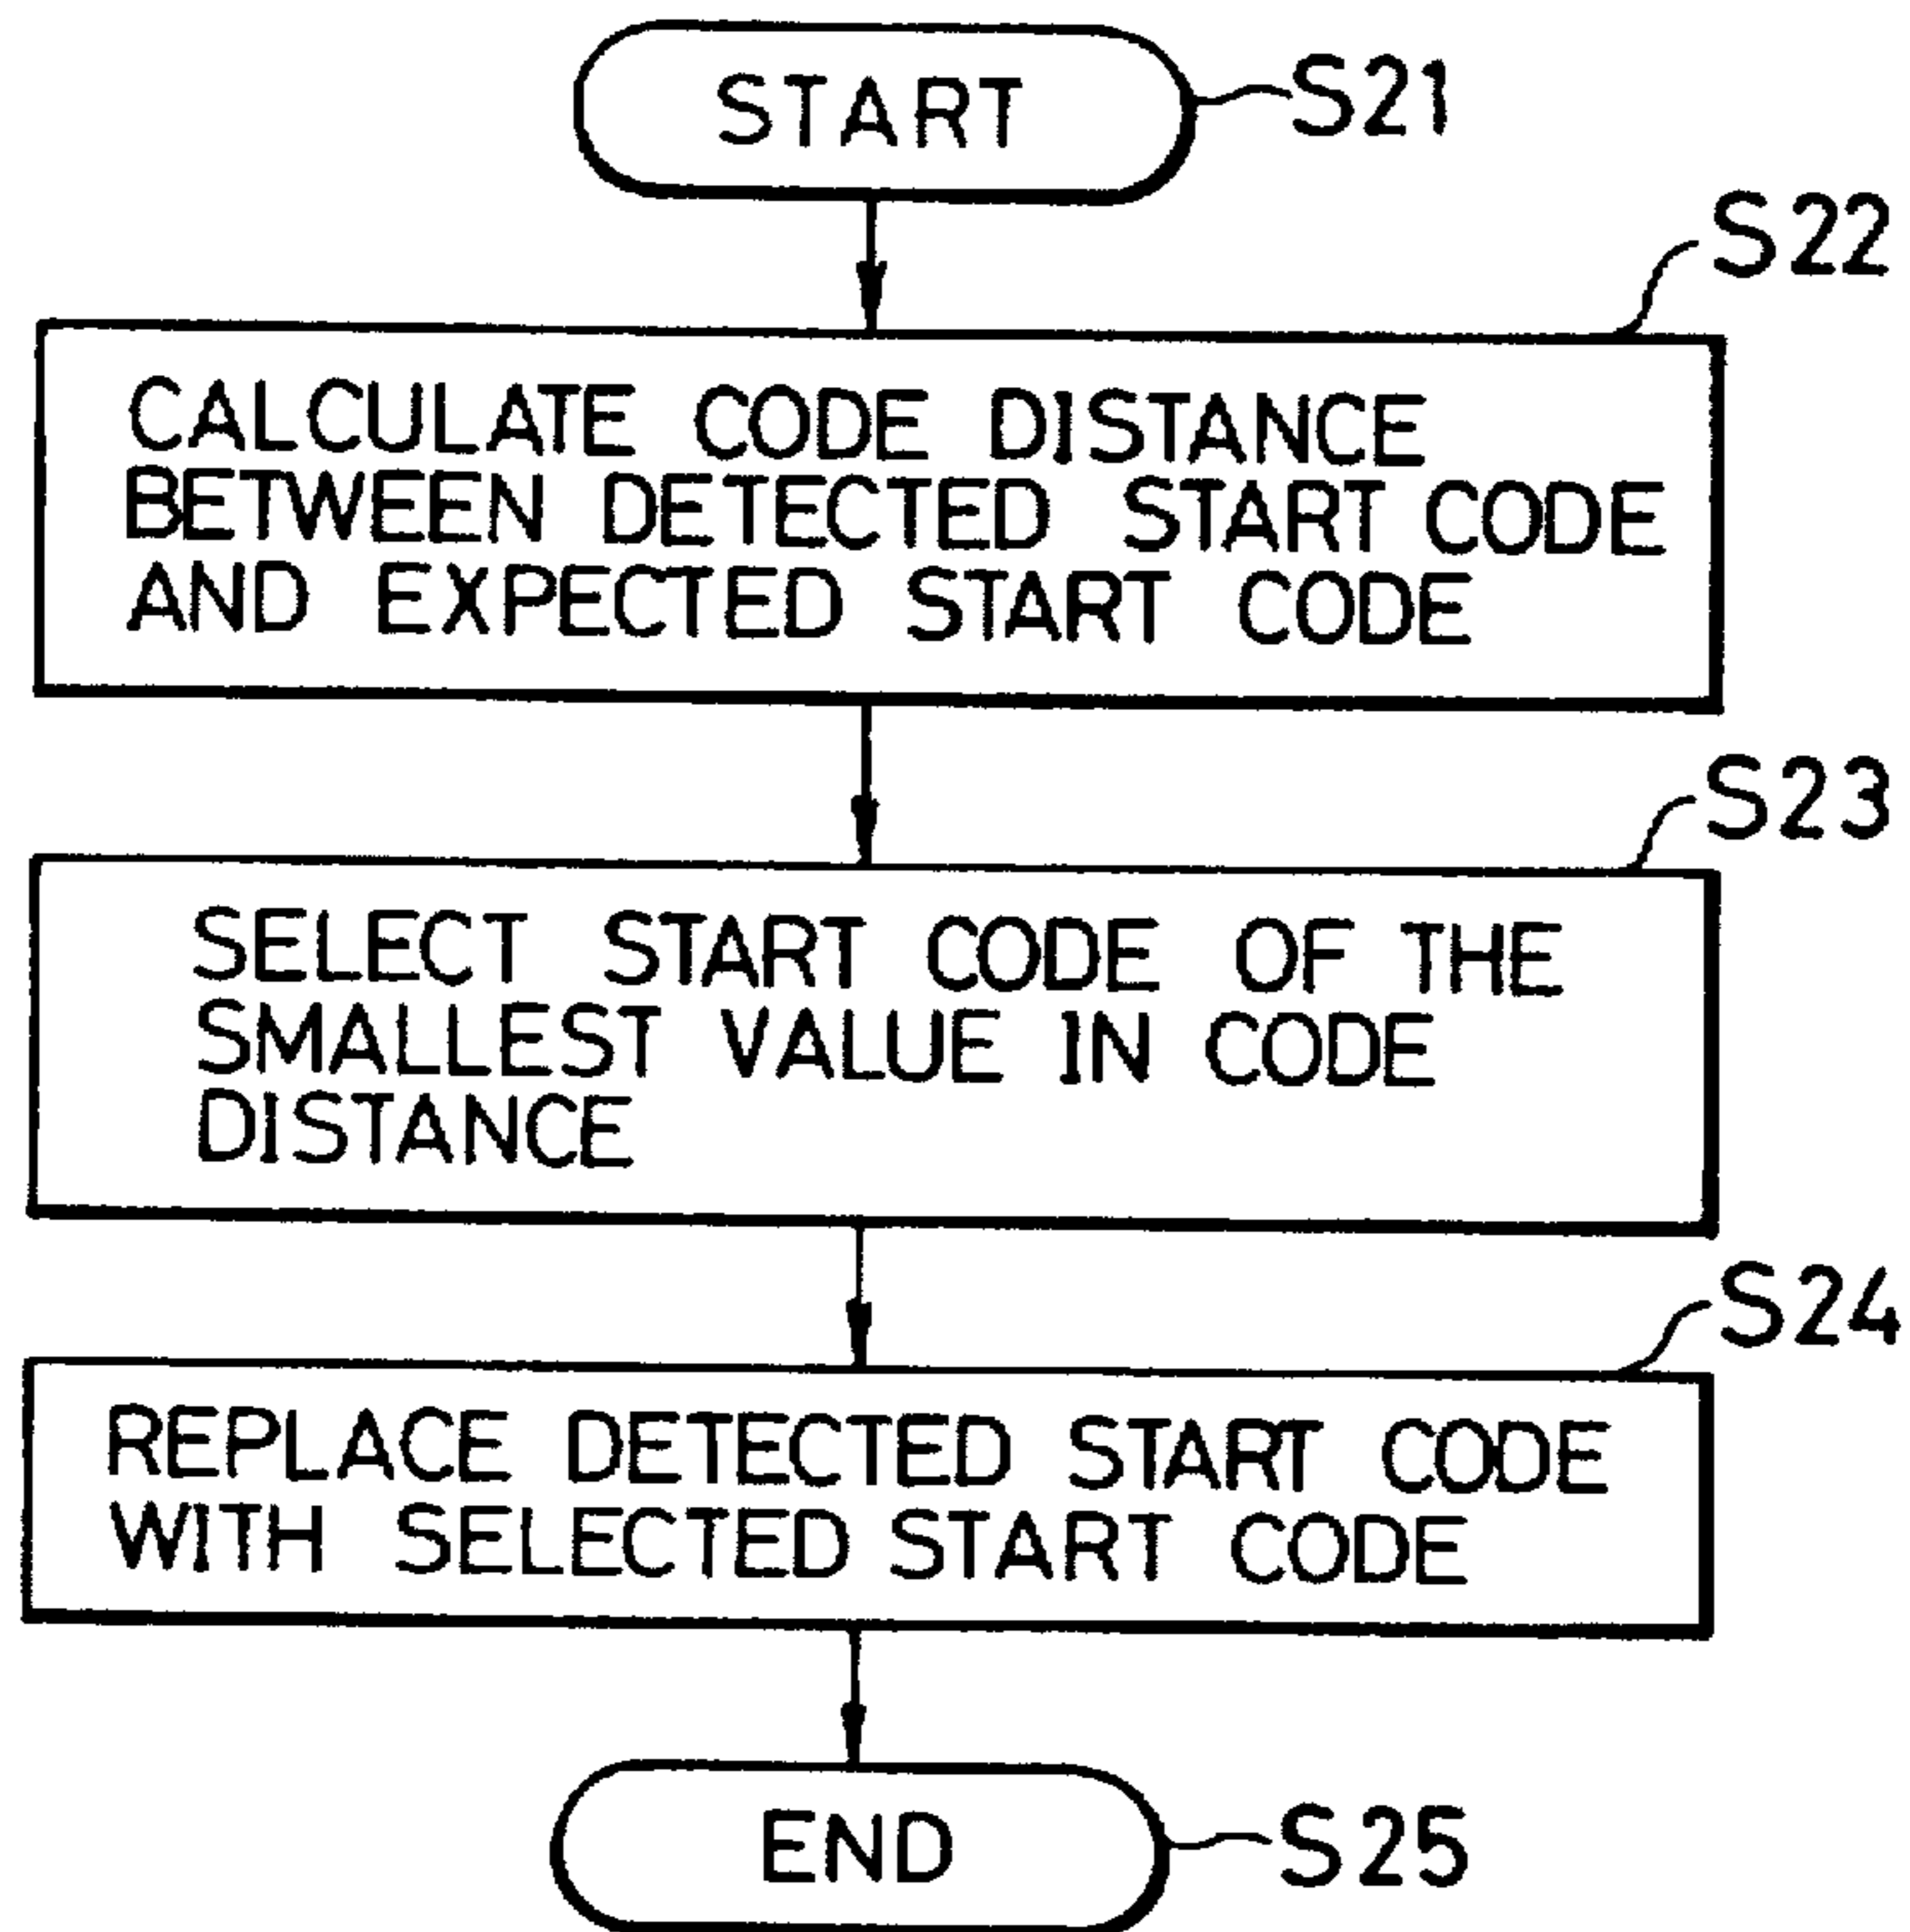 START
S21
S22
CALCULATE CODE DISTANCE
BETWEEN DETECTED START CODE
AND EXPECTED START CODE
S23
SELECT START CODE OF THE
SMALLEST VALUE IN CODE
DISTANCE
S24
REPLACE DETECTED START CODE
WITH SELECTED START CODE
END
S25